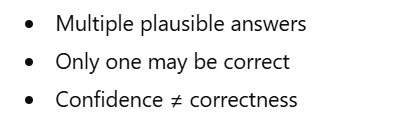 • Multiple plausible answers
• Only one may be correct
• Confidence ≠ correctness